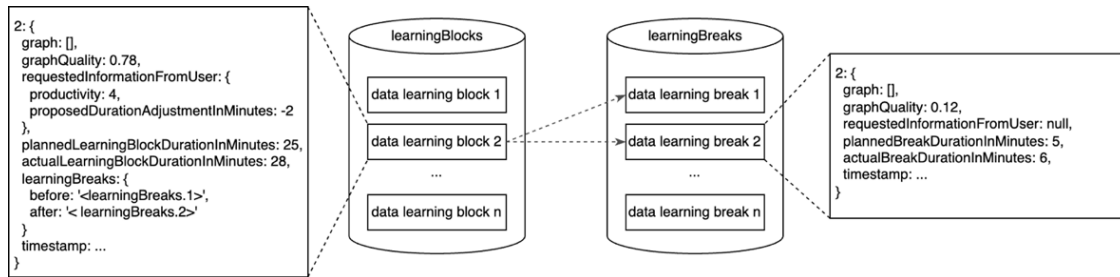 2: {
graph: [],
graphQuality: 0.78,
requestedInformationFromUser: {
productivity: 4,
proposedDurationAdjustmentInMinutes: -2
},
plannedLearningBlockDurationInMinutes: 25,
actualLearningBlockDurationInMinutes: 28,
learningBreaks: {
before: '<learningBreaks.1>',
after: '< learningBreaks.2>'
}
timestamp: ...
}
learningBlocks
data learning block 1
data learning block 2
...
data learning block n
learningBreaks
data learning break 1
data learning break 2
...
data learning break n
2: {
graph: [],
graphQuality: 0.12,
requestedInformationFromUser: null,
plannedBreakDurationInMinutes: 5,
actualBreakDurationInMinutes: 6,
timestamp: ...
}